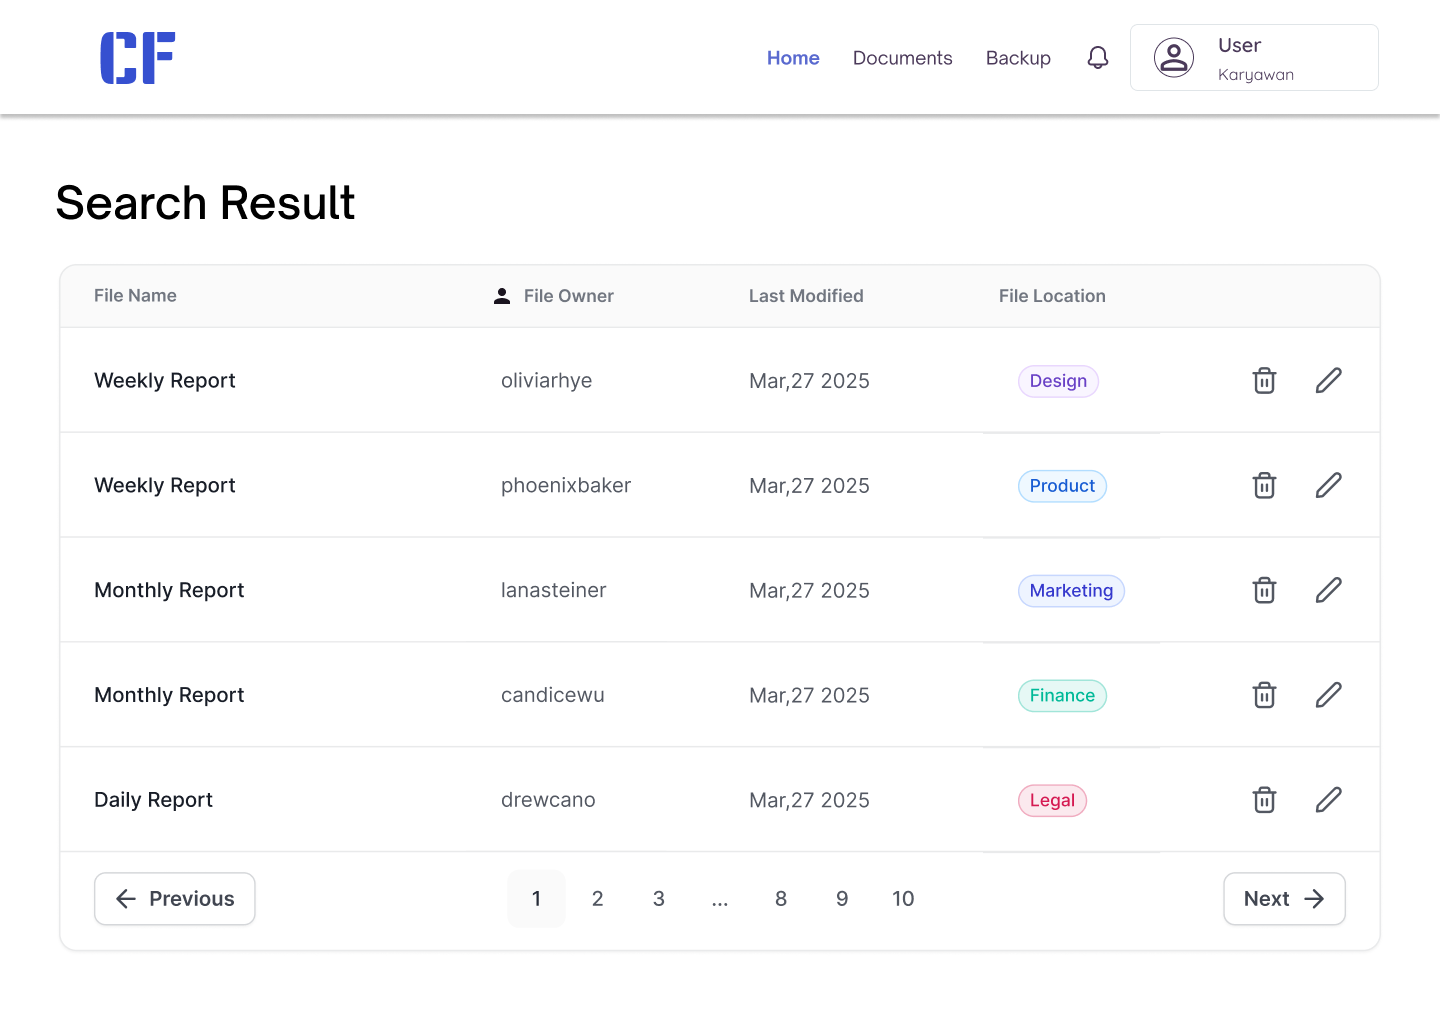 CF
Home Documents Backup
User
Karyawan
Search Result
File Name File Owner Last Modified File Location
Weekly Report oliviarhye Mar,27 2025 Design
Weekly Report phoenixbaker Mar,27 2025 Product
Monthly Report lanasteiner Mar,27 2025 Marketing
Monthly Report candicewu Mar,27 2025 Finance
Daily Report drewcano Mar,27 2025 Legal
Previous 1 2 3 ... 8 9 10 Next